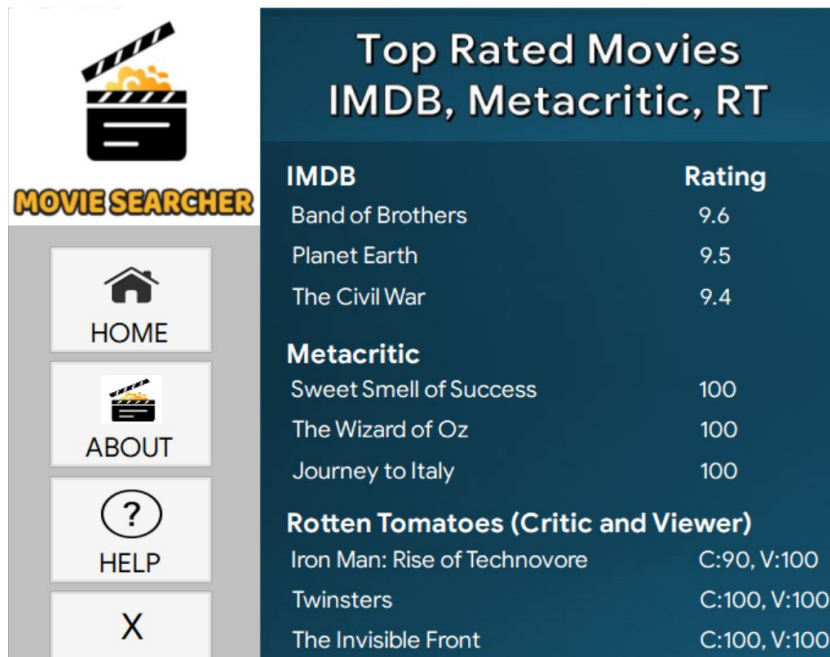 MOVIE SEARCHER
HOME
ABOUT
?
HELP
X
Top Rated Movies
IMDB, Metacritic, RT
IMDB Rating
Band of Brothers 9.6
Planet Earth 9.5
The Civil War 9.4
Metacritic
Sweet Smell of Success 100
The Wizard of Oz 100
Journey to Italy 100
Rotten Tomatoes (Critic and Viewer)
Iron Man: Rise of Technovore C:90, V:100
Twinsters C:100, V:100
The Invisible Front C:100, V:100